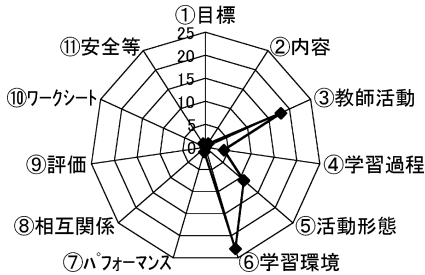 ①目標
25
20
15
10
5
0
②内容
③教師活動
④学習過程
⑤活動形態
⑥学習環境
⑦ﾊﾟﾌｫｰﾏﾝｽ
⑧相互関係
⑨評価
⑩ﾜｰｸｼｰﾄ
⑪安全等